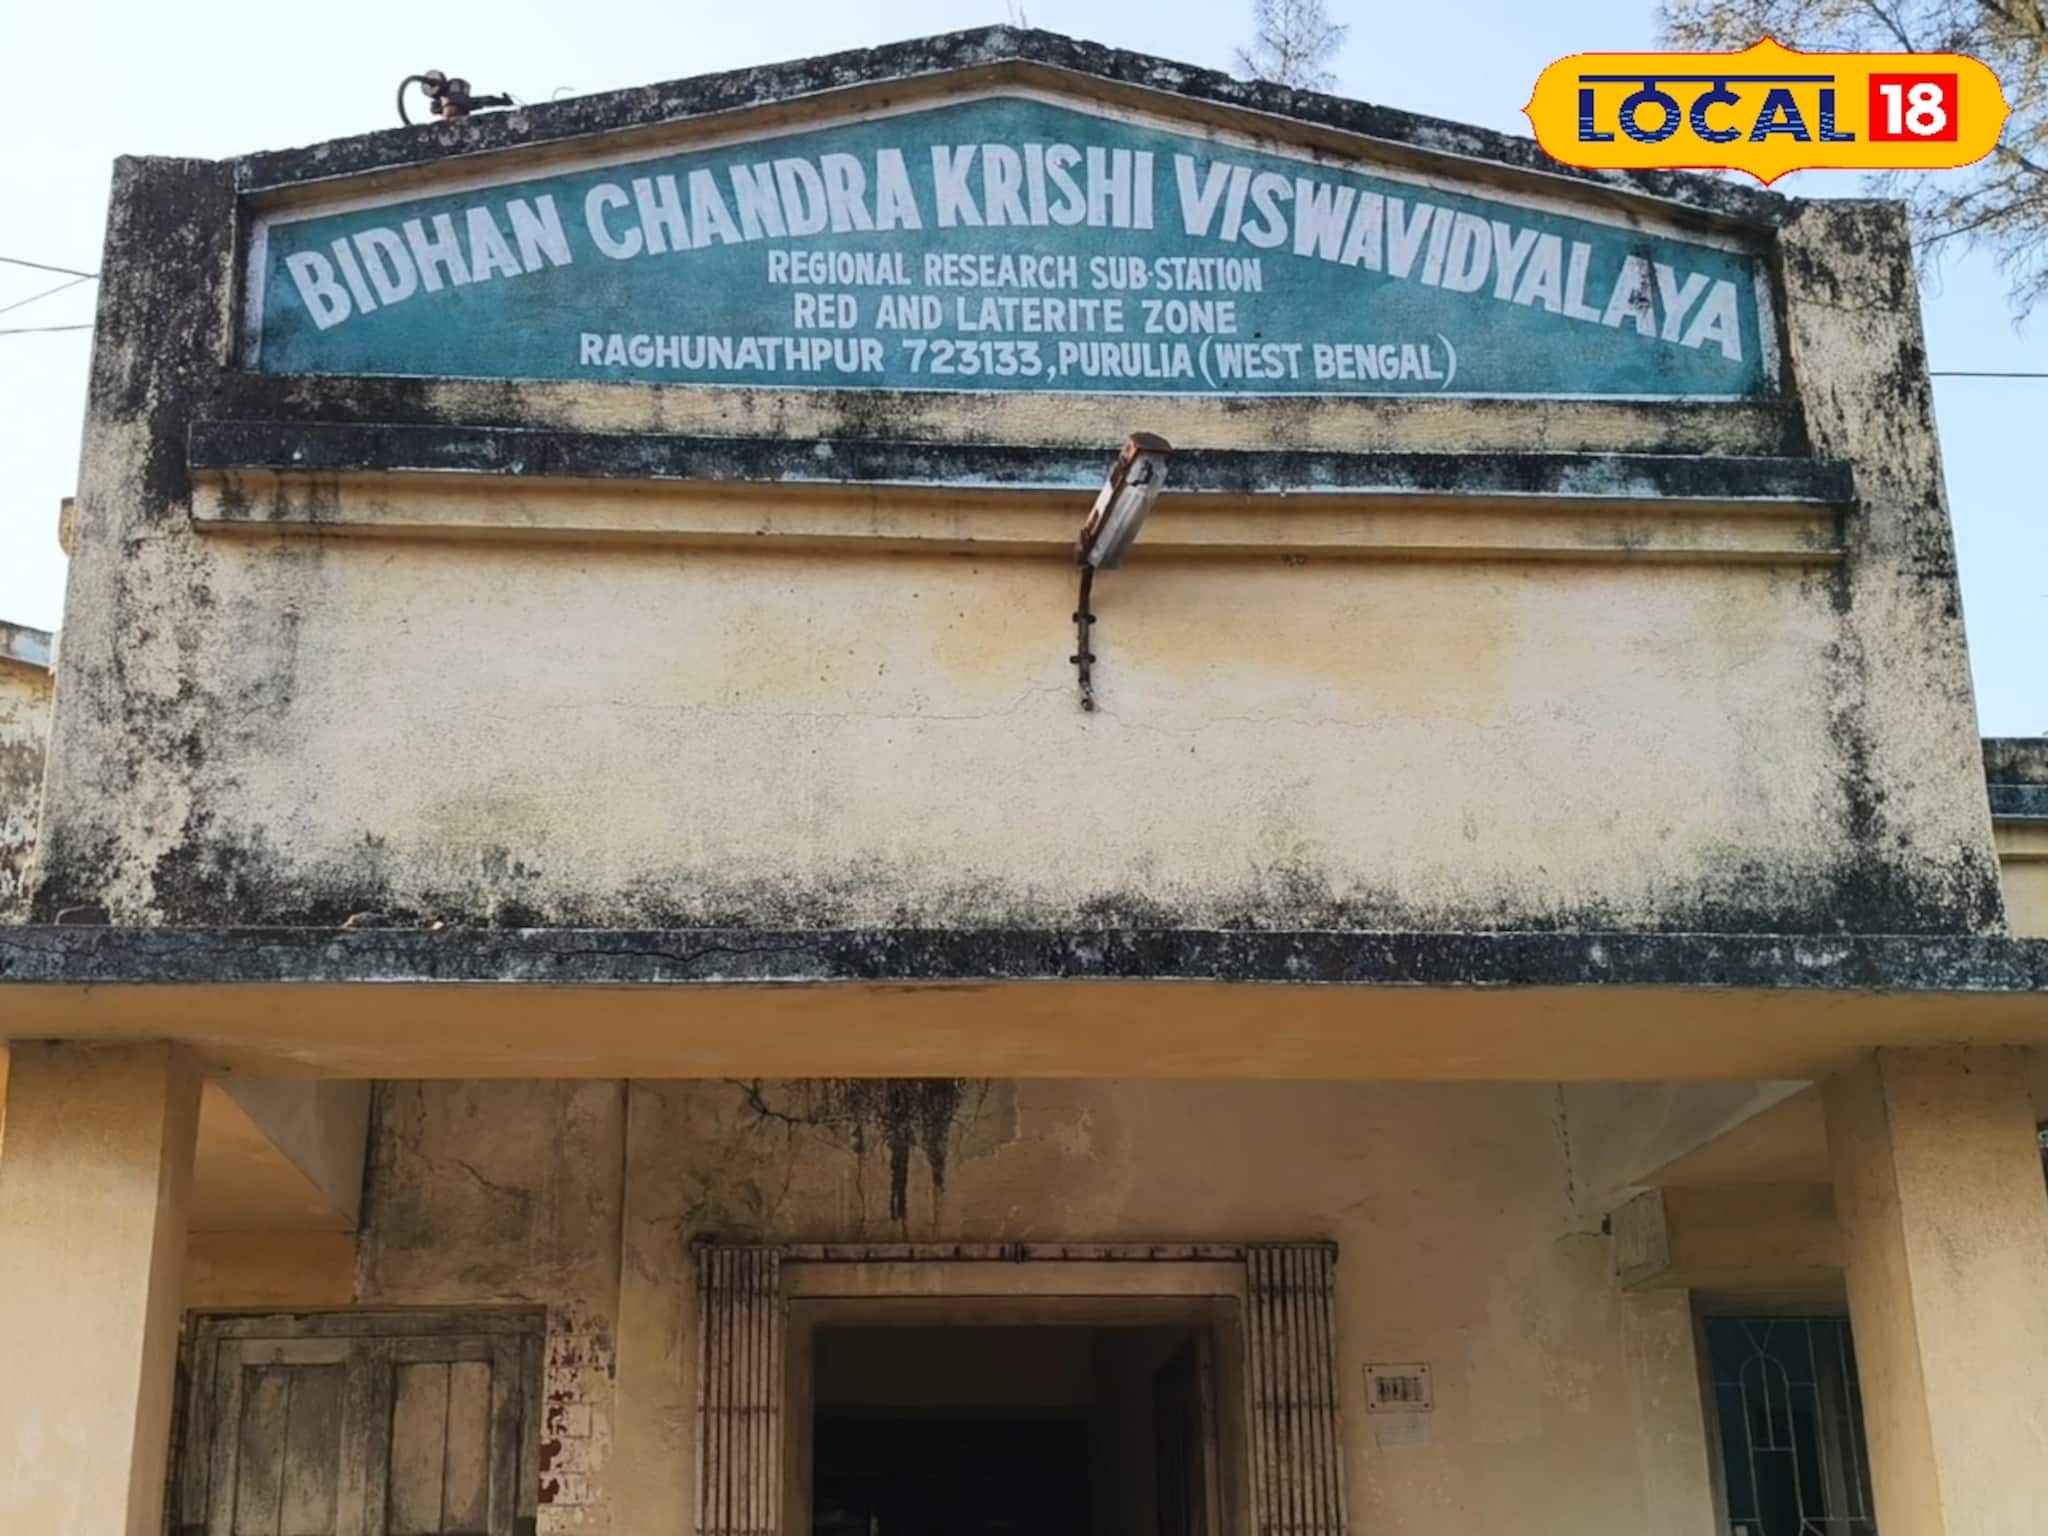 LOCAL 18
BIDHAN CHANDRA KRISHI VISWAVIDYALAYA
REGIONAL RESEARCH SUB-STATION
RED AND LATERITE ZONE
RAGHUNATHPUR 723133, PURULIA (WEST BENGAL)